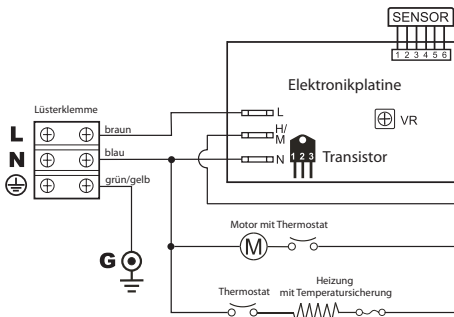 SENSOR
1 2 3 4 5 6
Elektronikplatine
VR
Lüsterklemme
L
braun
L
H/
M
N
blau
N
1 2 3
Transistor
grün/gelb
G
Motor mit Thermostat
M
Thermostat
Heizung
mit Temperatursicherung